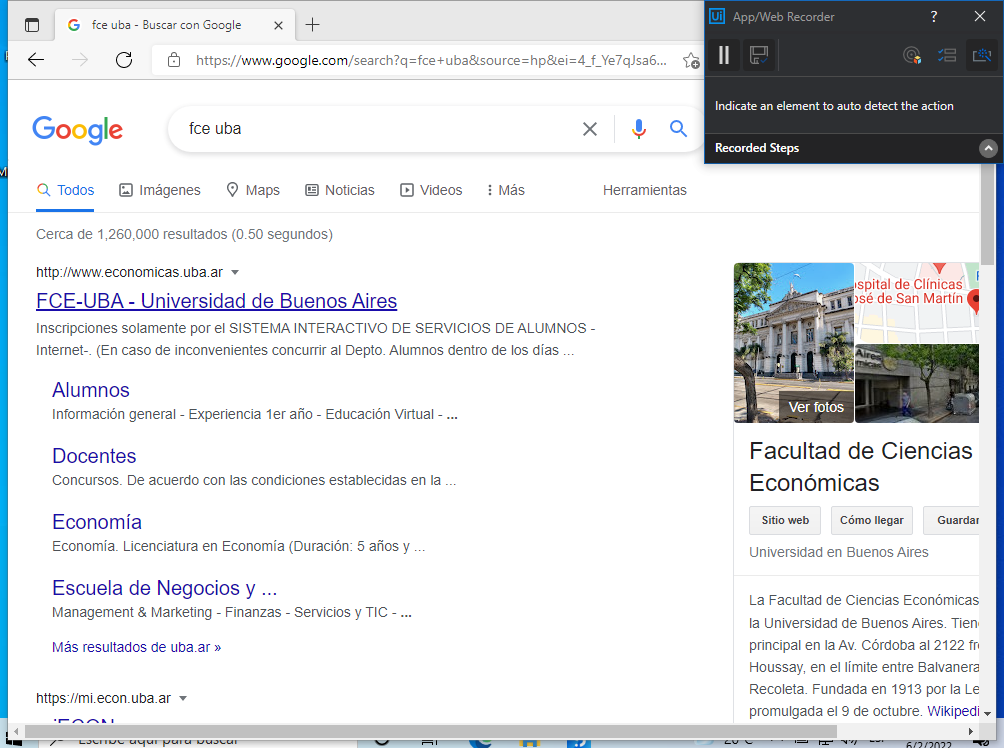 fce uba - Buscar con Google
Ui App/Web Recorder ?
https://www.google.com/search?q=fce+uba&source=hp&ei=4_f_Ye7qJsa6...
Indicate an element to auto detect the action
Recorded Steps
Google
fce uba
Todos Imágenes Maps Noticias Videos Más Herramientas
Cerca de 1,260,000 resultados (0.50 segundos)
http://www.economicas.uba.ar
FCE-UBA - Universidad de Buenos Aires
Inscripciones solamente por el SISTEMA INTERACTIVO DE SERVICIOS DE ALUMNOS -
Internet-. (En caso de inconvenientes concurrir al Depto. Alumnos dentro de los días ...
Alumnos
Información general - Experiencia 1er año - Educación Virtual - ...
Docentes
Concursos. De acuerdo con las condiciones establecidas en la ...
Economía
Economía. Licenciatura en Economía (Duración: 5 años y ...
Escuela de Negocios y ...
Management & Marketing - Finanzas - Servicios y TIC - ...
Más resultados de uba.ar »
https://mi.econ.uba.ar
iECON
ospital de Clínicas
osé de San Martín
Aires
Ver fotos
Facultad de Ciencias
Económicas
Sitio web Cómo llegar Guardar
Universidad en Buenos Aires
La Facultad de Ciencias Económicas
la Universidad de Buenos Aires. Tien
principal en la Av. Córdoba al 2122 fr
Houssay, en el límite entre Balvanera
Recoleta. Fundada en 1913 por la Le
promulgada el 9 de octubre. Wikipedi
Escribe aquí para buscar
6/2/2022